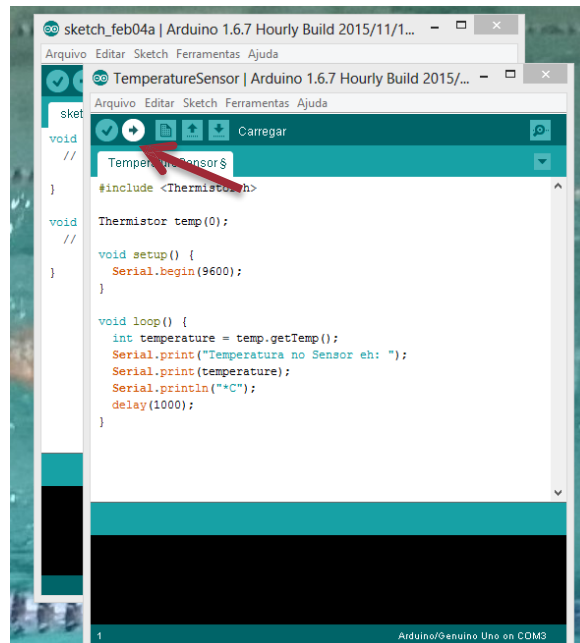 sketch_feb04a | Arduino 1.6.7 Hourly Build 2015/11/1...
Arquivo Editar Sketch Ferramentas Ajuda
sket
void
//
}
void
//
}
TemperatureSensor | Arduino 1.6.7 Hourly Build 2015/...
Arquivo Editar Sketch Ferramentas Ajuda
Carregar
TemperatureSensor §
#include <Thermistor.h>
Thermistor temp(0);
void setup() {
Serial.begin(9600);
}
void loop() {
int temperature = temp.getTemp();
Serial.print("Temperatura no Sensor eh: ");
Serial.print(temperature);
Serial.println("*C");
delay(1000);
}
1
Arduino/Genuino Uno on COM3